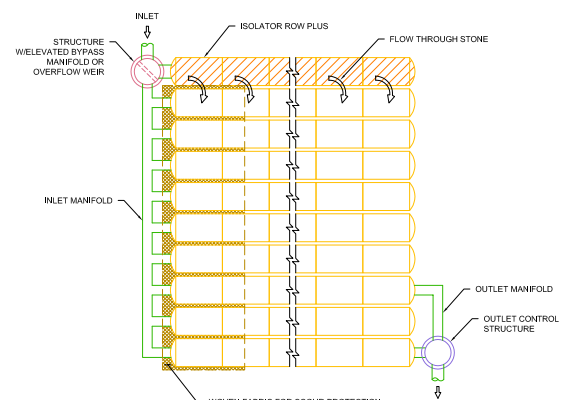 INLET
ISOLATOR ROW PLUS
STRUCTURE
W/ELEVATED BYPASS
MANIFOLD OR
OVERFLOW WEIR
FLOW THROUGH STONE
INLET MANIFOLD
OUTLET MANIFOLD
OUTLET CONTROL
STRUCTURE